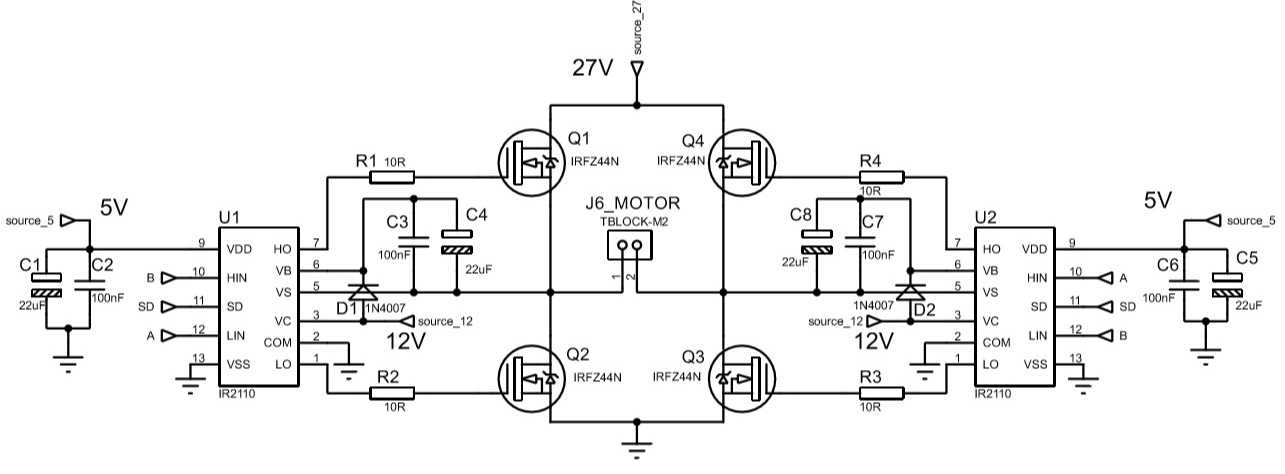 source_27
27V
Q1
IRFZ44N
Q4
IRFZ44N
R1 10R
R4
10R
J6_MOTOR
TBLOCK-M2
1
2
5V
source_5
C1
22uF
C2
100nF
U1
9 VDD
HO 7
B 10 HIN
VB 6
SD 11 SD
VS 5
A 12 LIN
VC 3
COM 2
13 VSS
LO 1
IR2110
C3
100nF
C4
22uF
D1
1N4007
source_12
12V
R2
10R
Q2
IRFZ44N
Q3
IRFZ44N
C8
22uF
C7
100nF
1N4007
D2
source_12
12V
R3
10R
U2
7 HO
VDD 9
6 VB
HIN 10 A
5 VS
SD 11 SD
3 VC
LIN 12 B
2 COM
1 LO
VSS 13
IR2110
5V
source_5
C6
100nF
C5
22uF